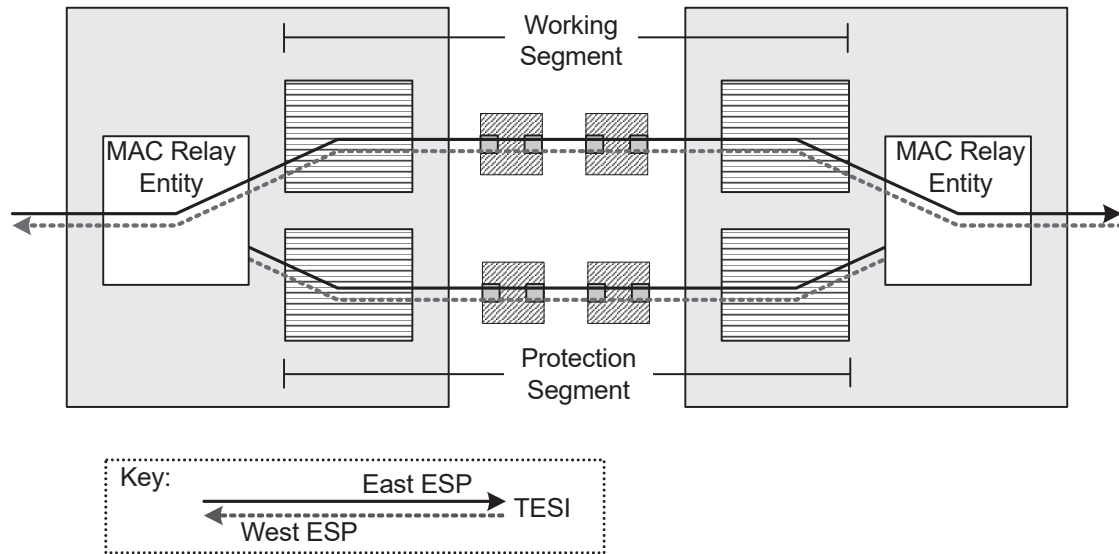 Working
Segment
MAC Relay
Entity
MAC Relay
Entity
Protection
Segment
Key:
East ESP
TESI
West ESP